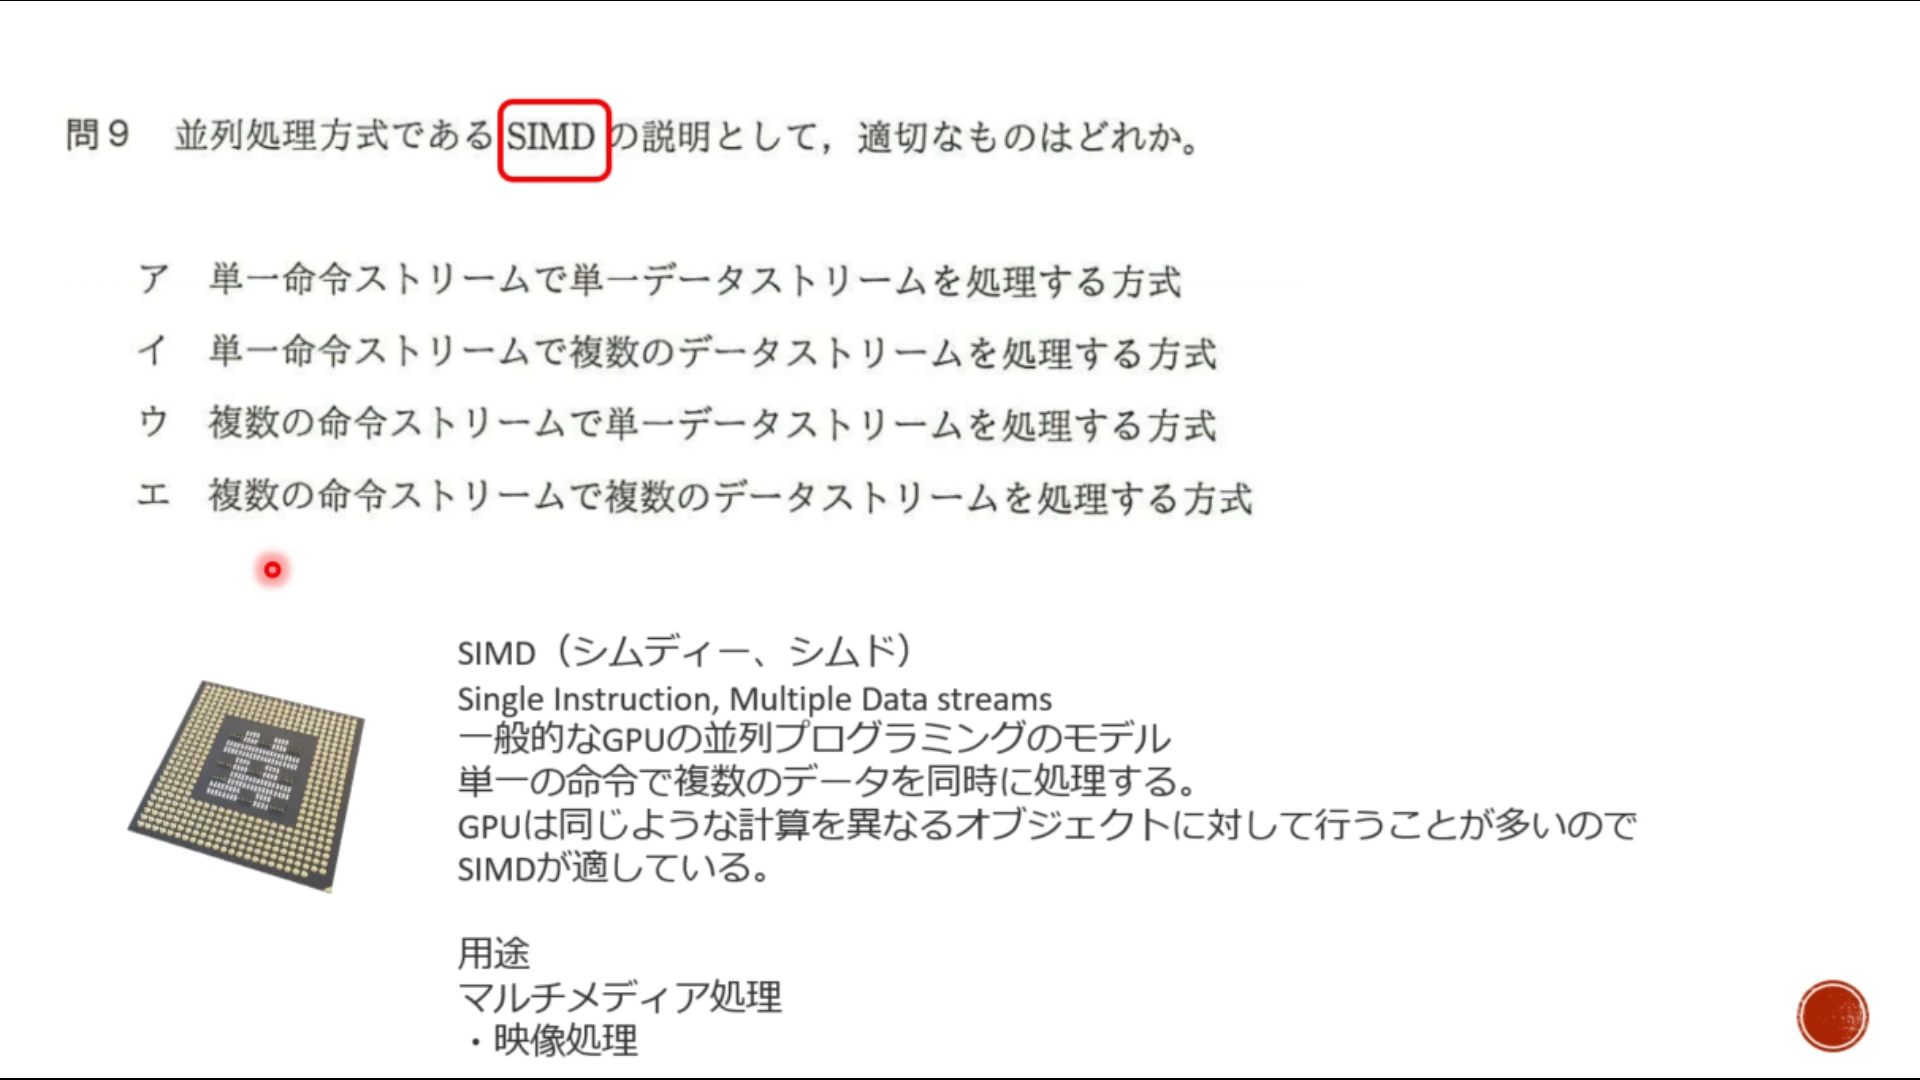 問9　並列処理方式であるSIMDの説明として，適切なものはどれか。
ア　単一命令ストリームで単一データストリームを処理する方式
イ　単一命令ストリームで複数のデータストリームを処理する方式
ウ　複数の命令ストリームで単一データストリームを処理する方式
エ　複数の命令ストリームで複数のデータストリームを処理する方式
SIMD（シムディー、シムド）
Single Instruction, Multiple Data streams
一般的なGPUの並列プログラミングのモデル
単一の命令で複数のデータを同時に処理する。
GPUは同じような計算を異なるオブジェクトに対して行うことが多いので
SIMDが適している。
用途
マルチメディア処理
・映像処理